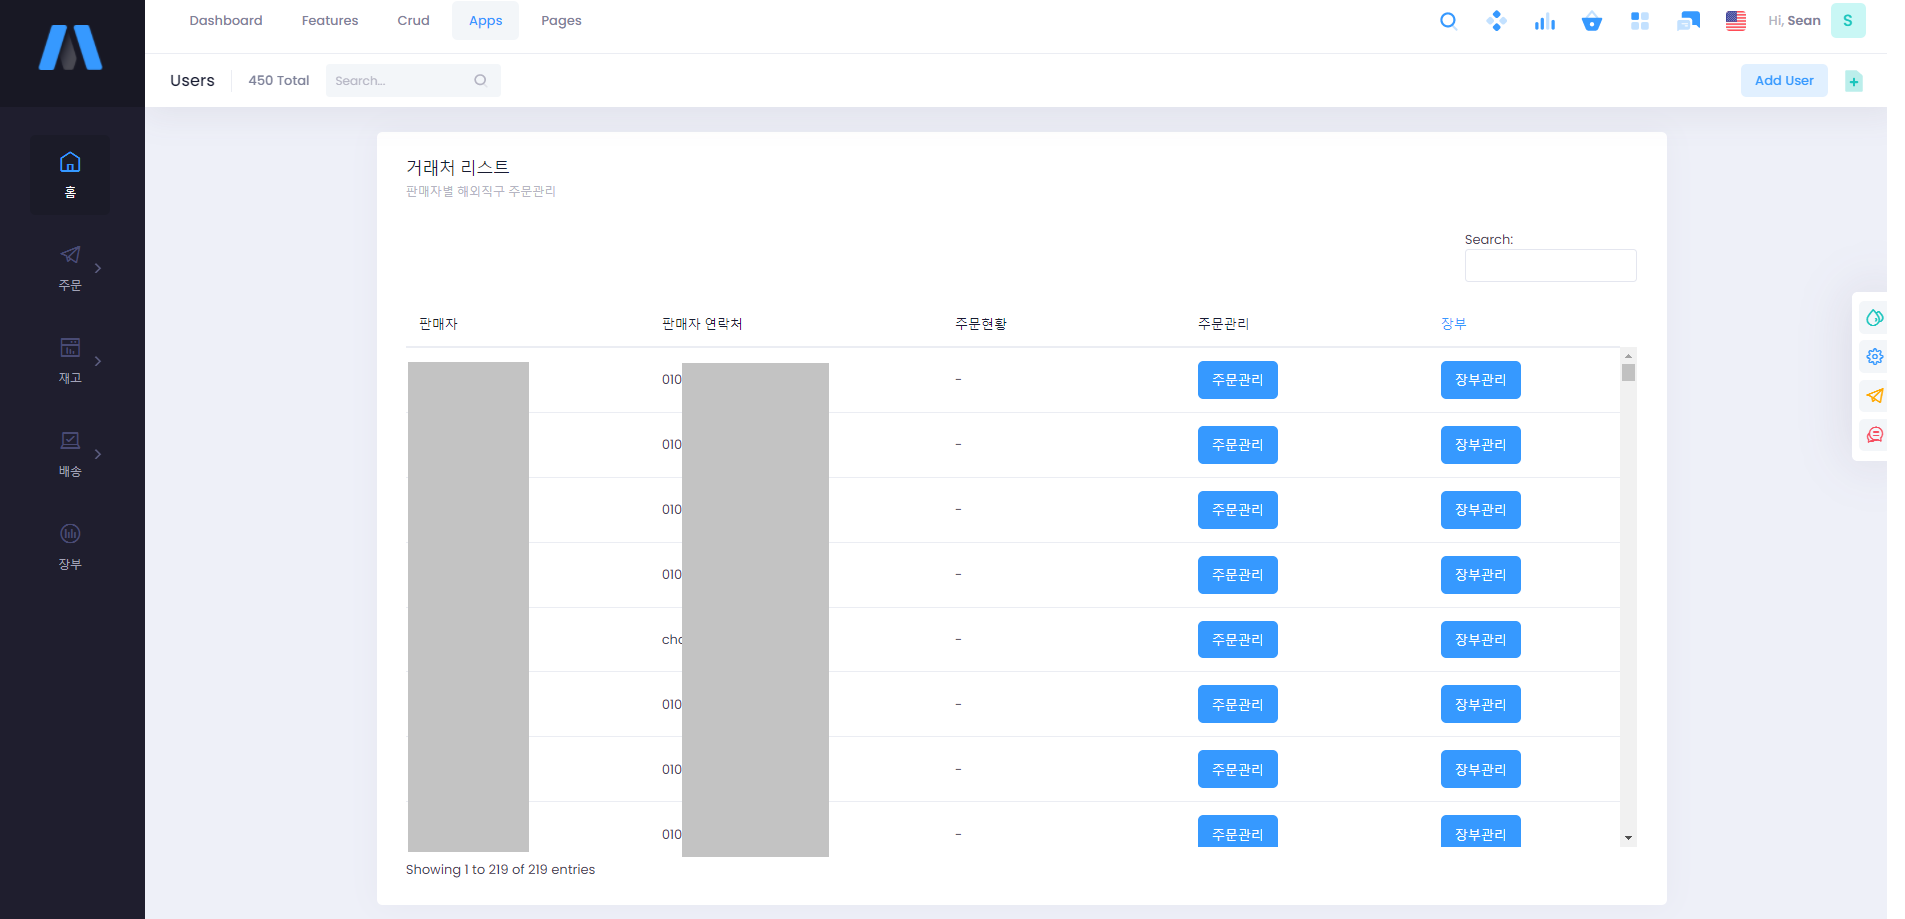 Dashboard Features Crud Apps Pages Hi, Sean S
Users 450 Total Search... Add User
홈
주문
재고
배송
장부
거래처 리스트
판매자별 해외직구 주문관리
Search:
판매자 판매자 연락처 주문현황 주문관리 장부
010 - 주문관리 장부관리
010 - 주문관리 장부관리
010 - 주문관리 장부관리
010 - 주문관리 장부관리
- 주문관리 장부관리
010 - 주문관리 장부관리
010 - 주문관리 장부관리
010 - 주문관리 장부관리
Showing 1 to 219 of 219 entries